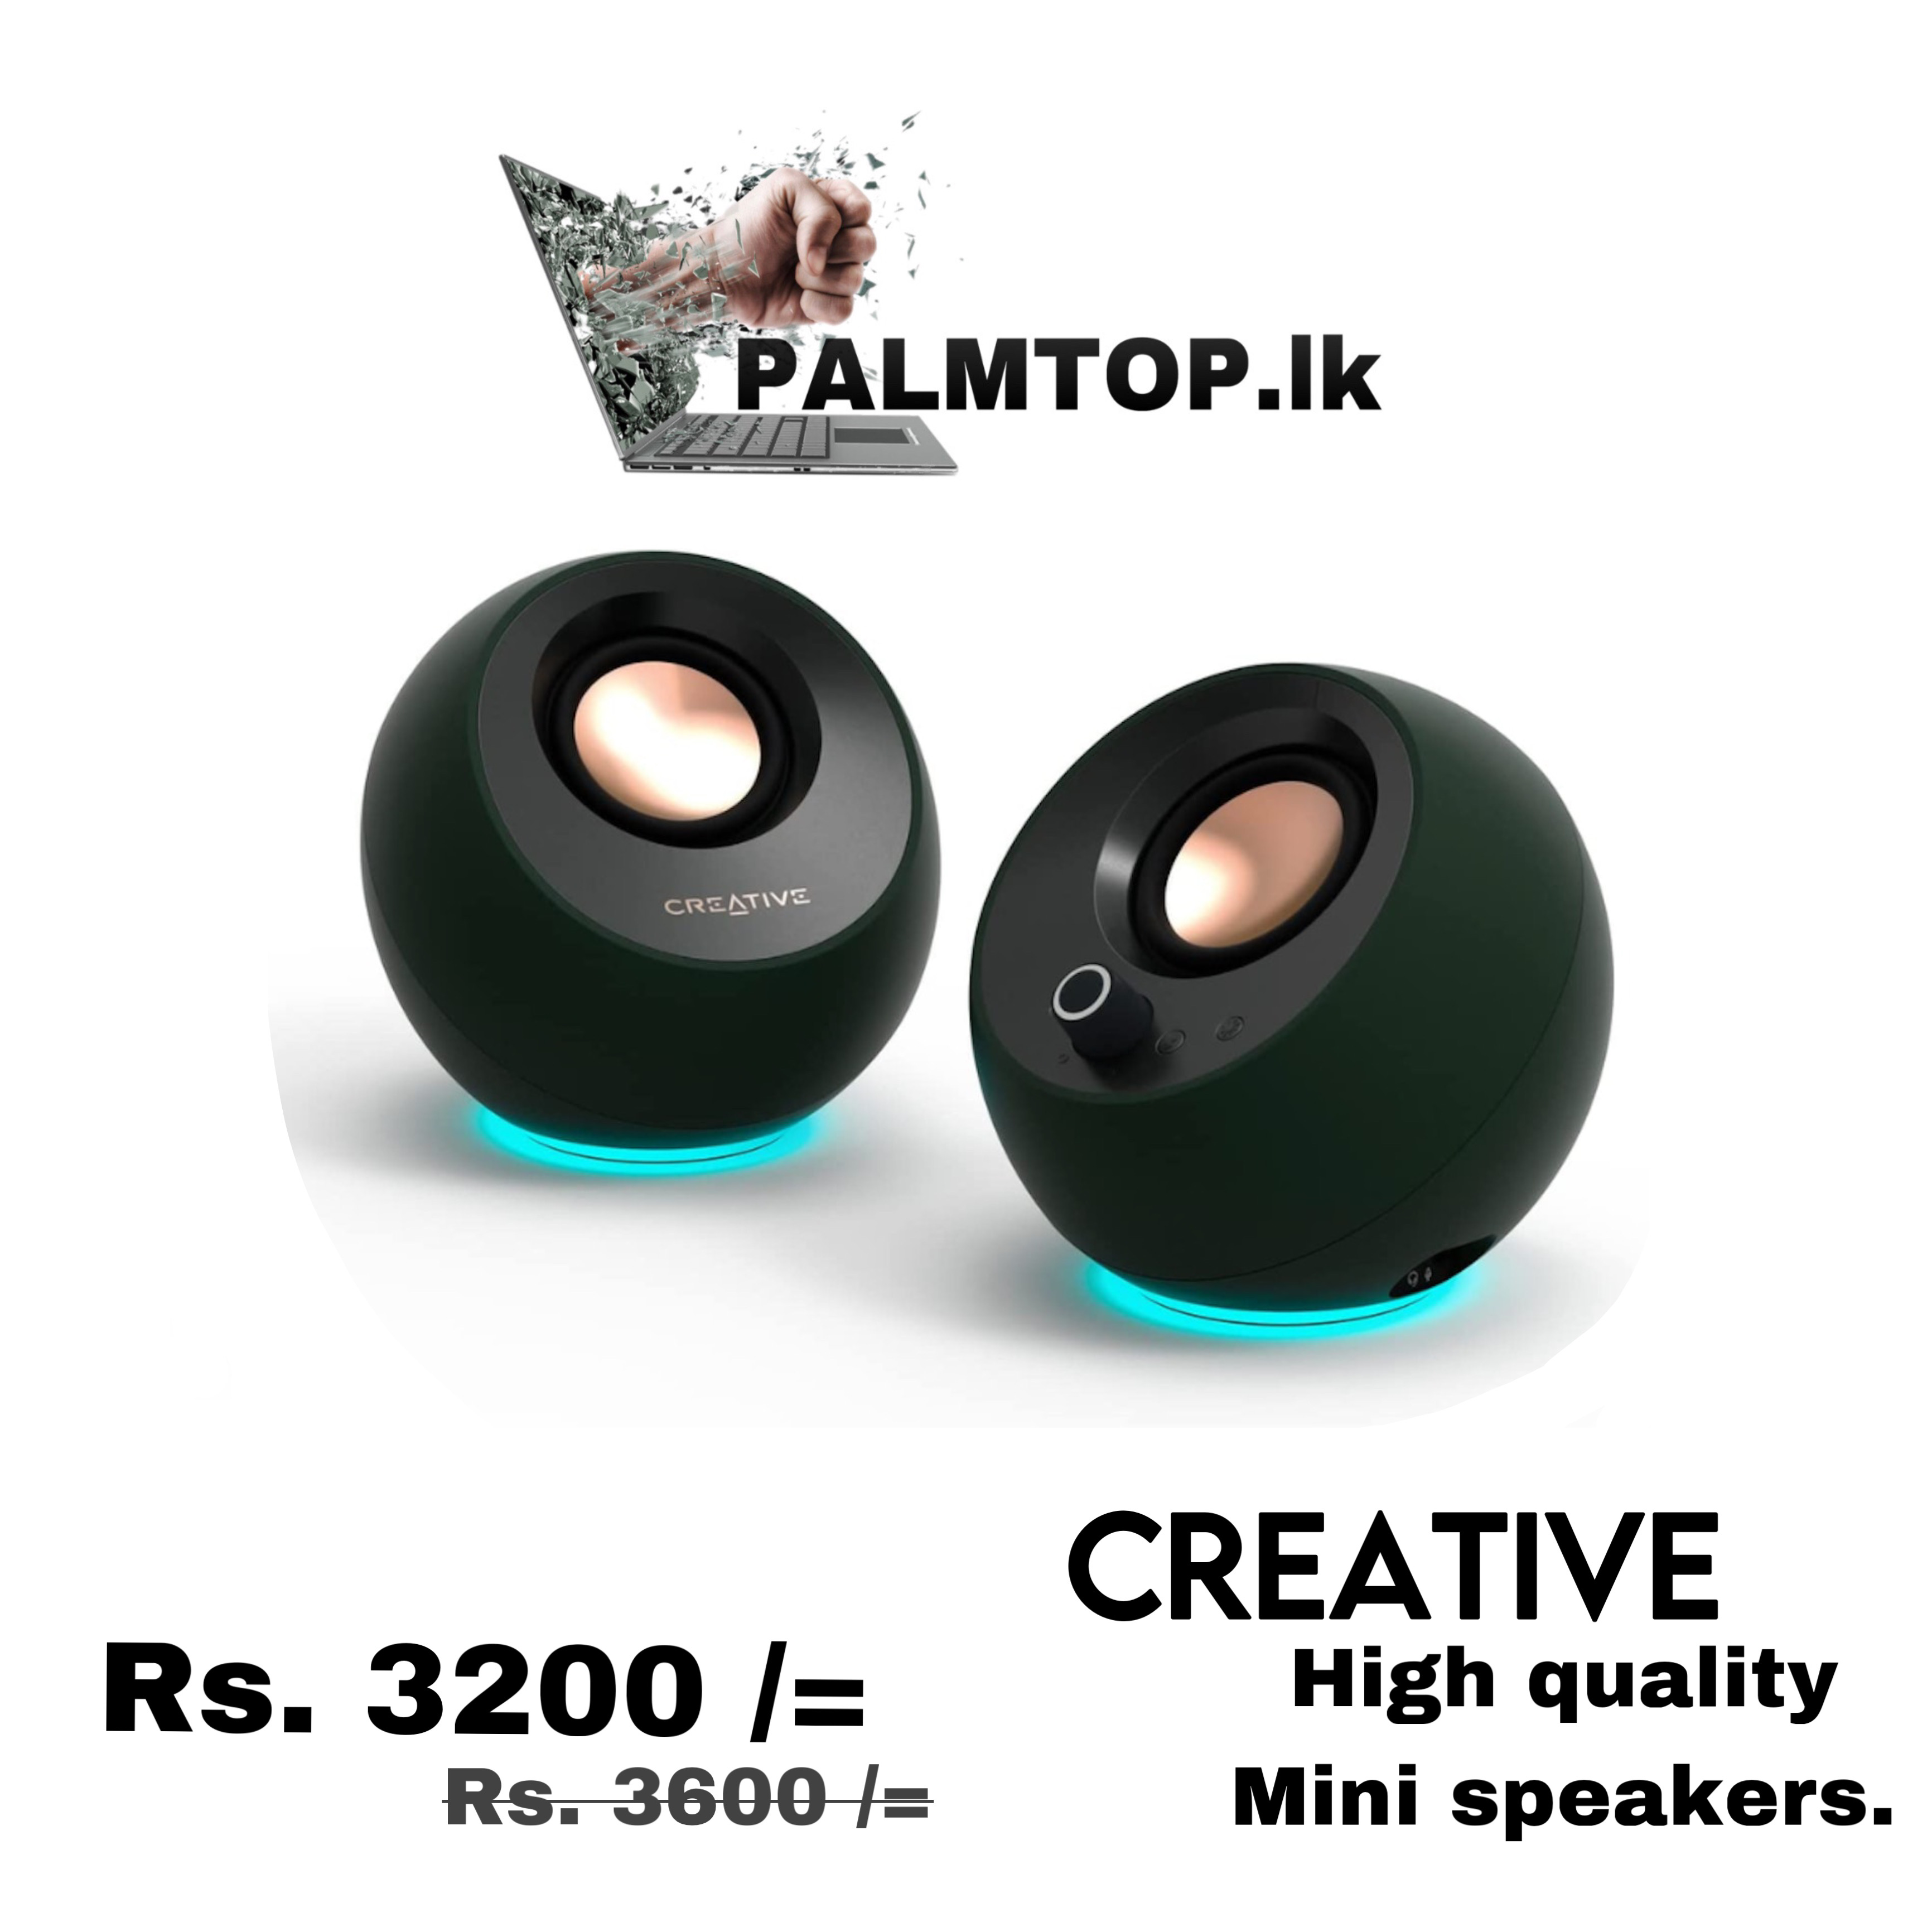 PALMTOP.lk
CREATIVE
CREATIVE
Rs. 3200 /=
High quality
Rs. 3600 /=
Mini speakers.